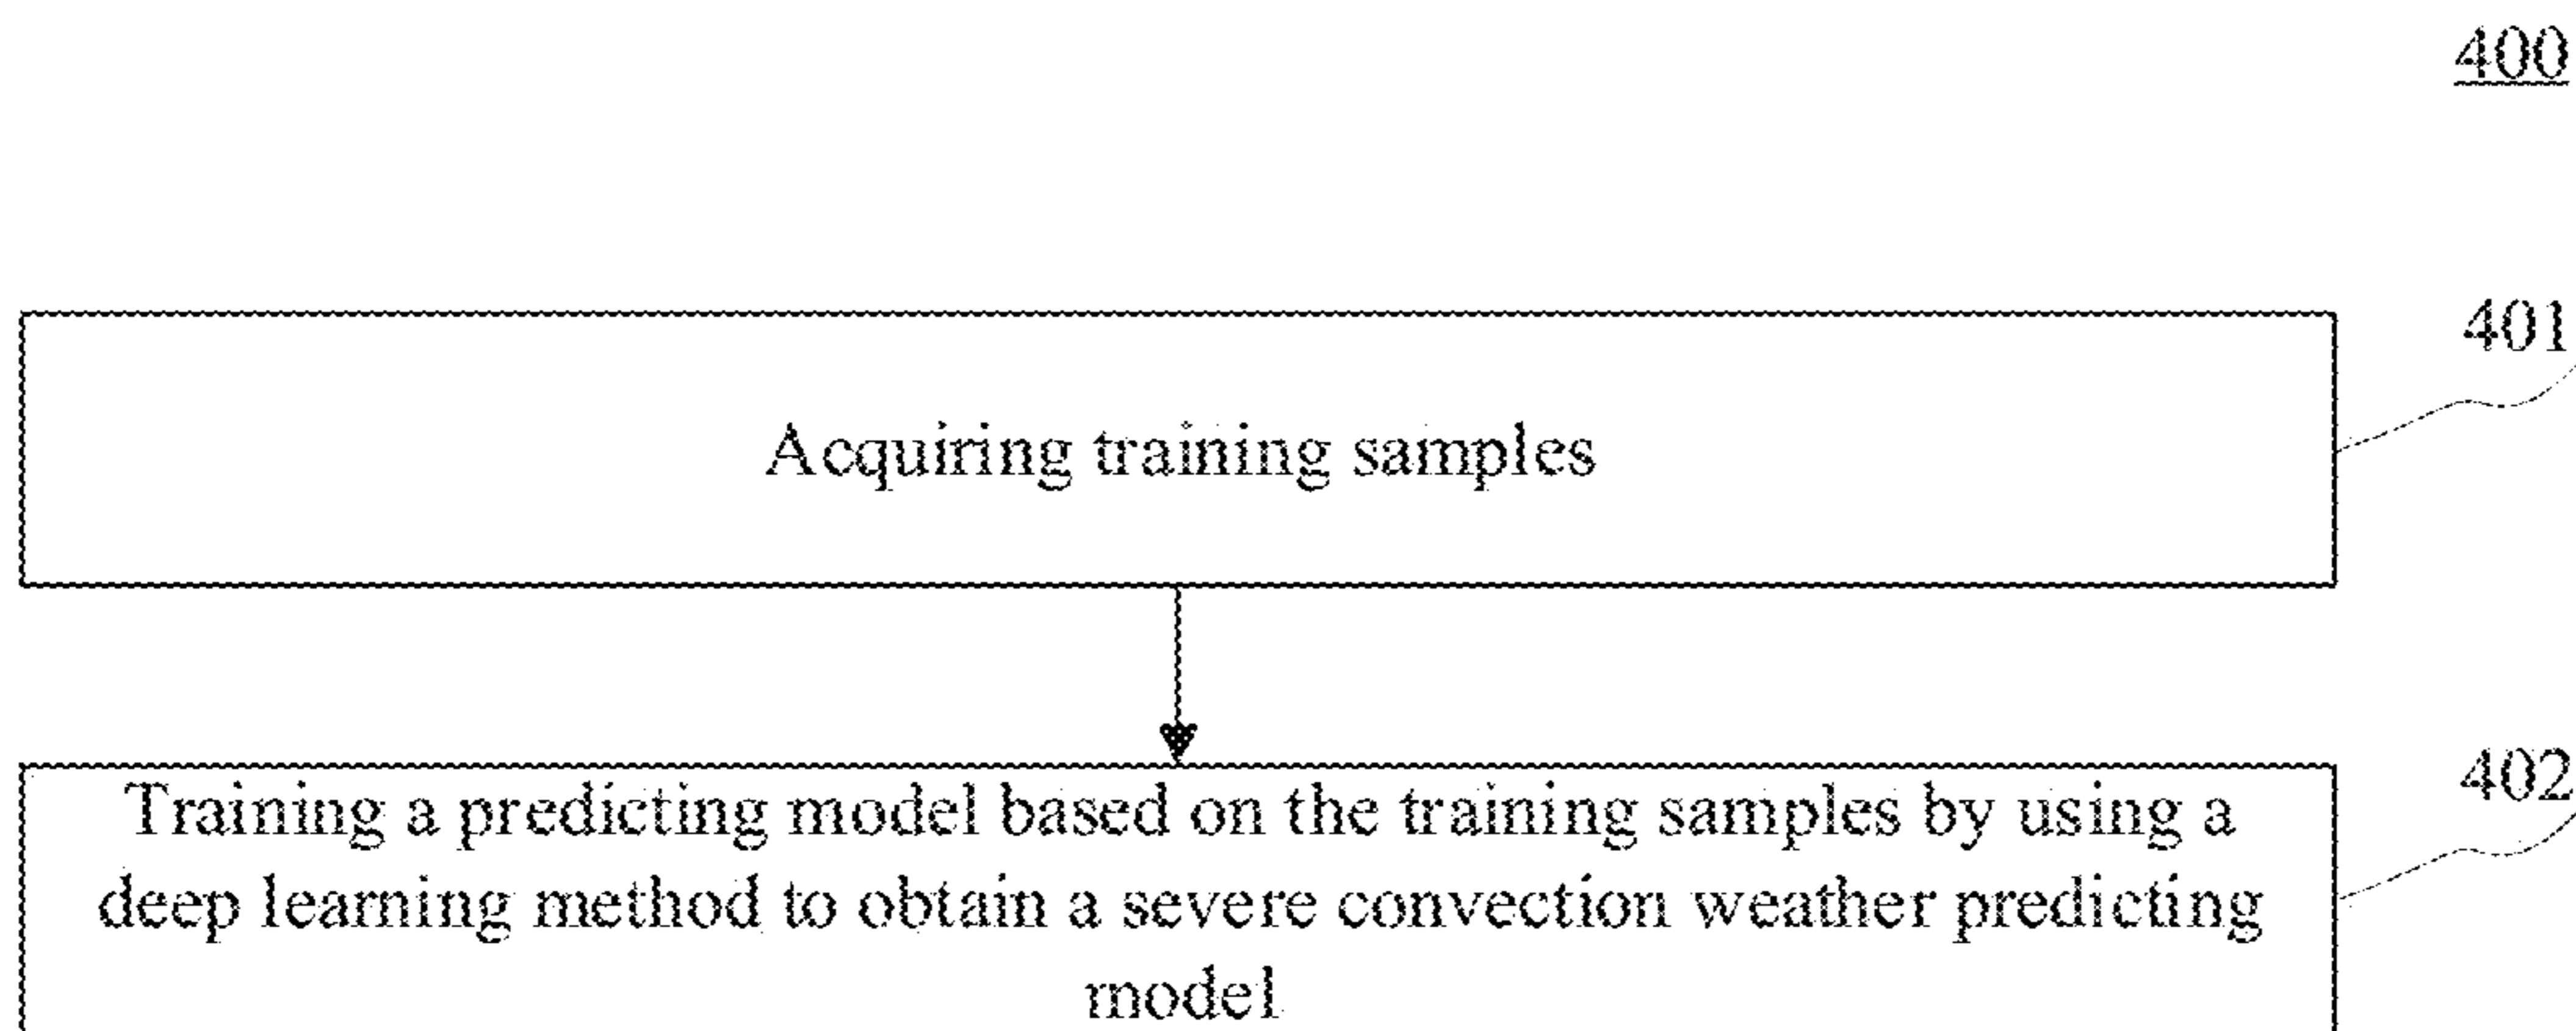 400
401
Acquiring training samples
402
Training a predicting model based on the training samples by using a
deep learning method to obtain a severe convection weather predicting
model